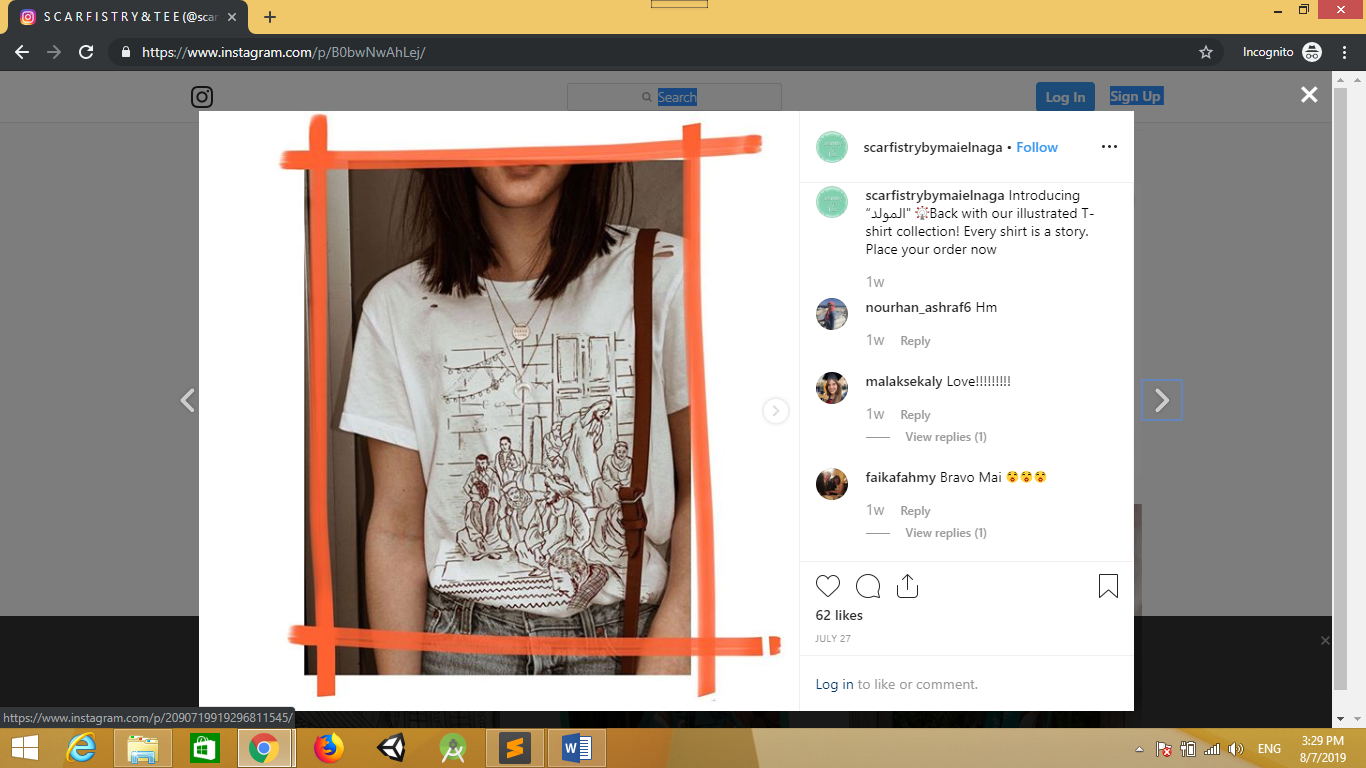 S C A R F I S T R Y & T E E (@scar
https://www.instagram.com/p/B0bwNwAhLej/
Incognito
Search
Log In
Sign Up
scarfistrybymaielnaga • Follow
scarfistrybymaielnaga Introducing
“المولد” Back with our illustrated T-
shirt collection! Every shirt is a story.
Place your order now
1w
nourhan_ashraf6 Hm
1w Reply
malaksekaly Love!!!!!!!!!
1w Reply
View replies (1)
faikafahmy Bravo Mai 😲😲😲
1w Reply
View replies (1)
62 likes
JULY 27
Log in to like or comment.
https://www.instagram.com/p/2090719919296811545/
ENG
3:29 PM
8/7/2019